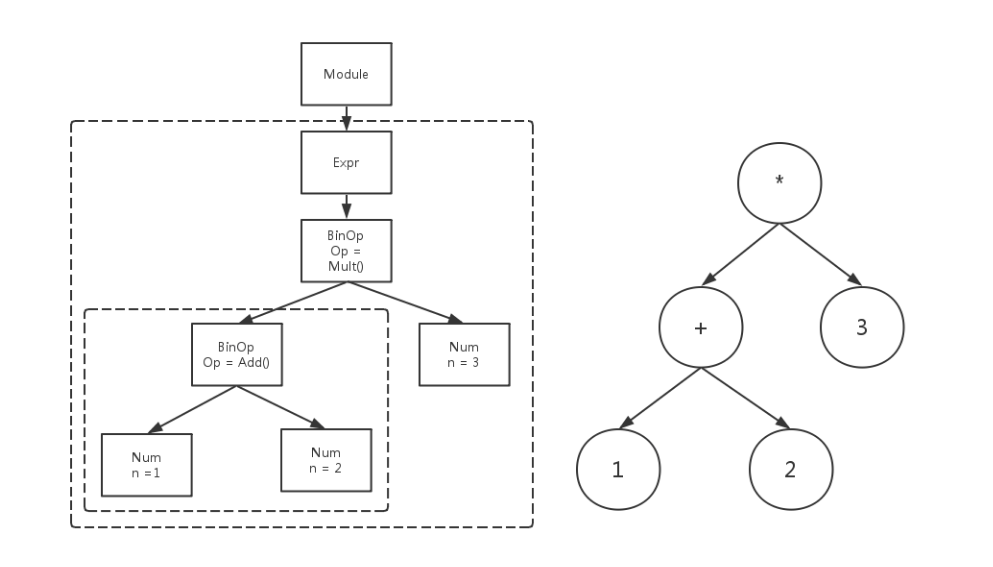 Module
Expr
BinOp
Op =
Mult()
BinOp
Op = Add()
Num
n = 3
Num
n =1
Num
n = 2
*
+
3
1
2